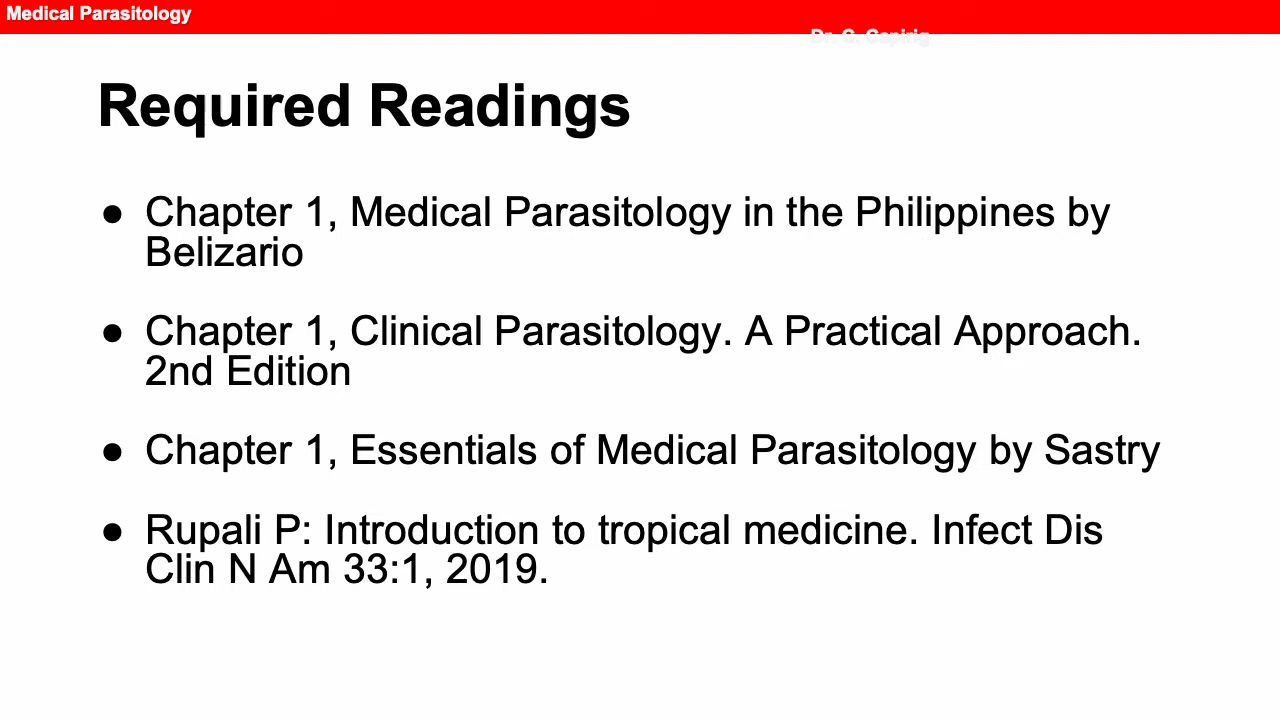 Medical Parasitology
Dr. C. Capirig
Required Readings
● Chapter 1, Medical Parasitology in the Philippines by
Belizario
● Chapter 1, Clinical Parasitology. A Practical Approach.
2nd Edition
● Chapter 1, Essentials of Medical Parasitology by Sastry
● Rupali P: Introduction to tropical medicine. Infect Dis
Clin N Am 33:1, 2019.